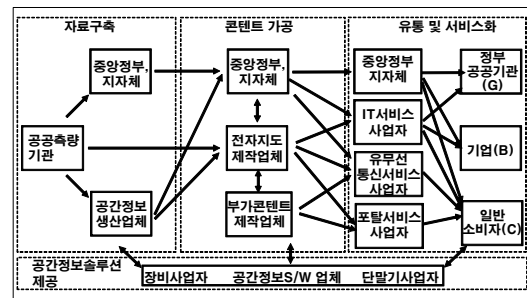 자료구축
콘텐트 가공
유통 및 서비스화
중앙정부,
지자체
공공측량
기관
공간정보
생산업체
중앙정부,
지자체
전자지도
제작업체
부가콘텐트
제작업체
중앙정부
지자체
IT서비스
사업자
유무선
통신서비스
사업자
포탈서비스
사업자
정부
공공기관
(G)
기업(B)
일반
소비자(C)
공간정보솔루션
제공
장비사업자 공간정보S/W 업체 단말기사업자